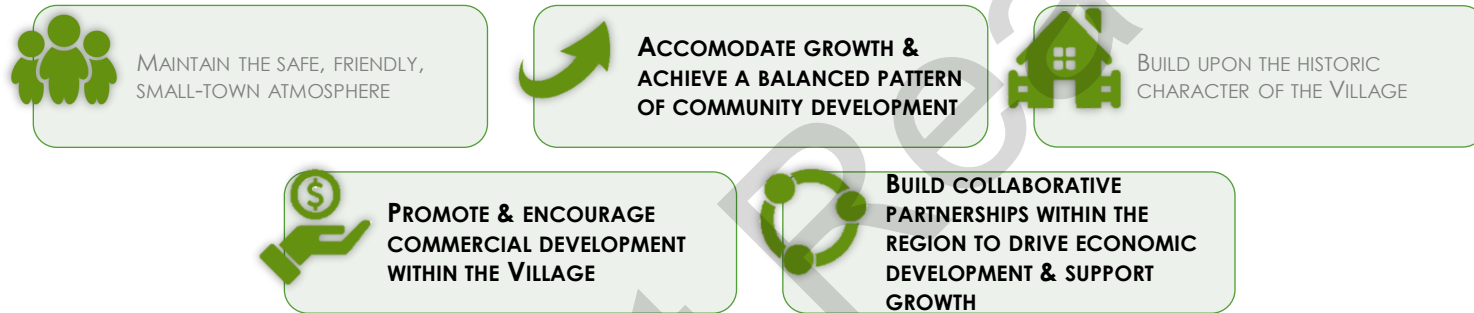 MAINTAIN THE SAFE, FRIENDLY,
SMALL-TOWN ATMOSPHERE
ACCOMODATE GROWTH &
ACHIEVE A BALANCED PATTERN
OF COMMUNITY DEVELOPMENT
BUILD UPON THE HISTORIC
CHARACTER OF THE VILLAGE
$
PROMOTE & ENCOURAGE
COMMERCIAL DEVELOPMENT
WITHIN THE VILLAGE
BUILD COLLABORATIVE
PARTNERSHIPS WITHIN THE
REGION TO DRIVE ECONOMIC
DEVELOPMENT & SUPPORT
GROWTH